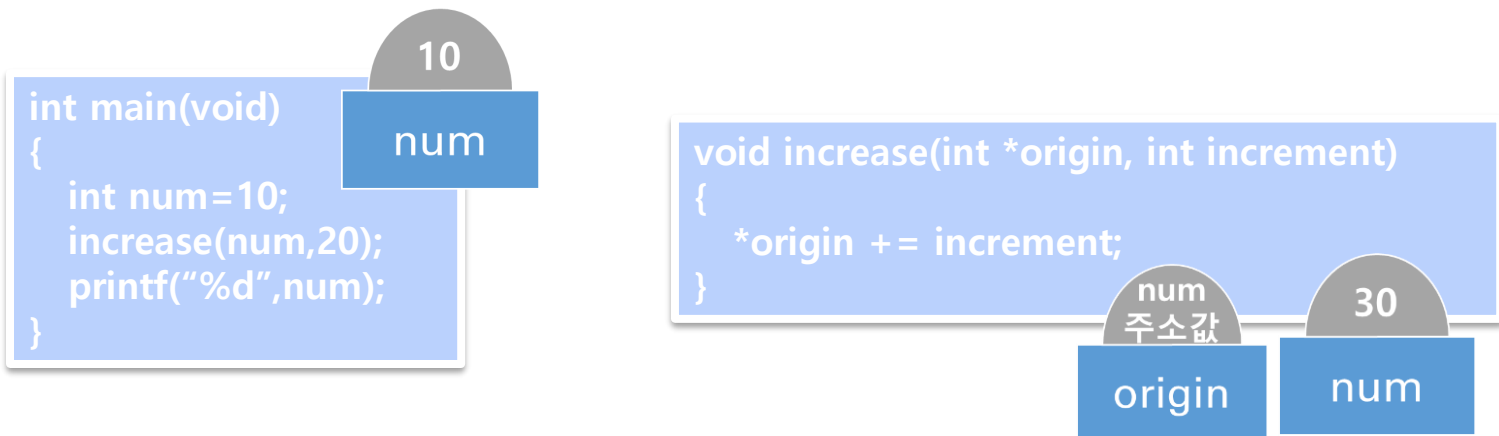 10
num
int main(void)
{
int num=10;
increase(num,20);
printf(“%d”,num);
}
void increase(int *origin, int increment)
{
*origin += increment;
}
num
주소값
origin
30
num